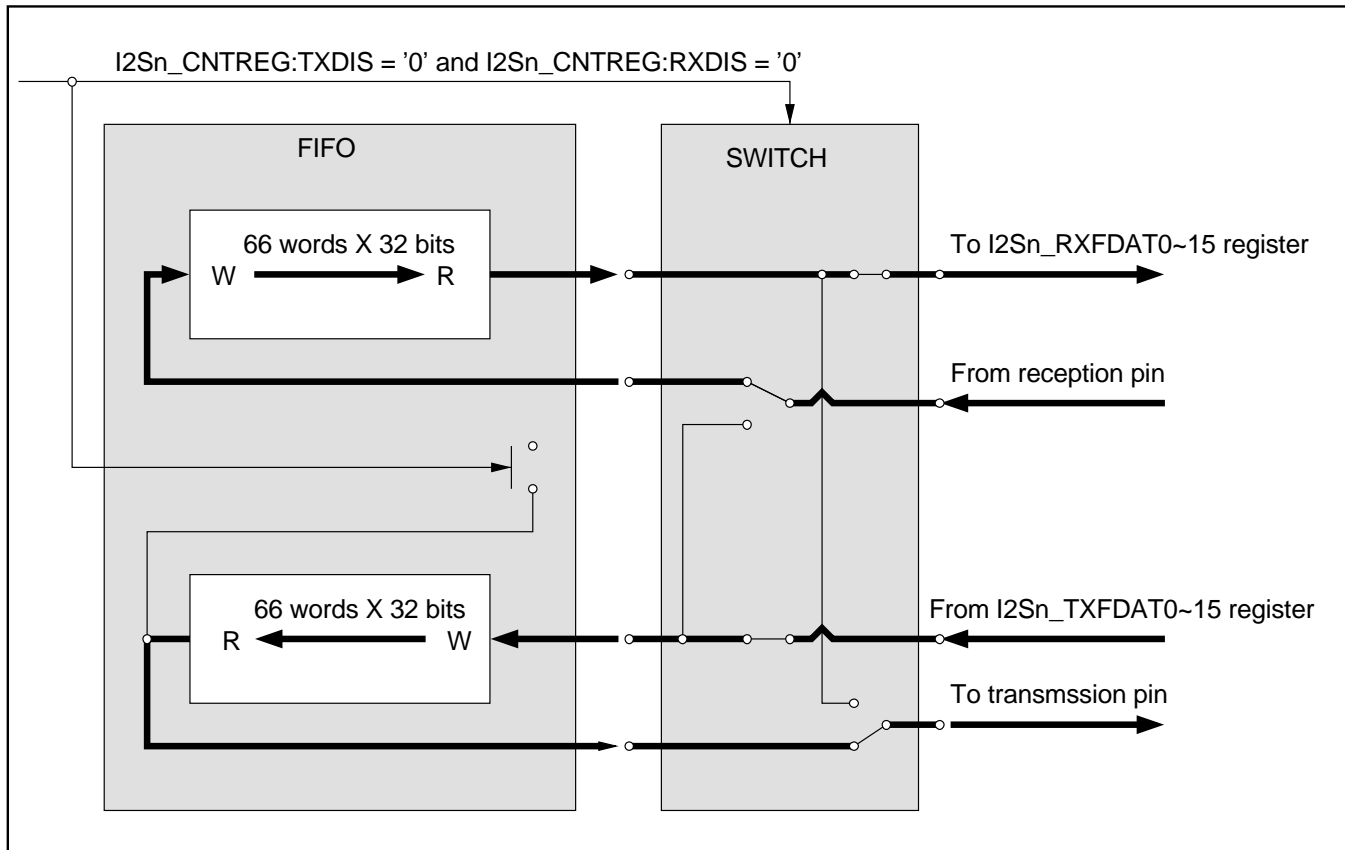 I2Sn_CNTREG:TXDIS = '0' and I2Sn_CNTREG:RXDIS = '0'
FIFO
SWITCH
66 words X 32 bits
W
R
To I2Sn_RXFDAT0~15 register
From reception pin
66 words X 32 bits
R
W
From I2Sn_TXFDAT0~15 register
To transmssion pin